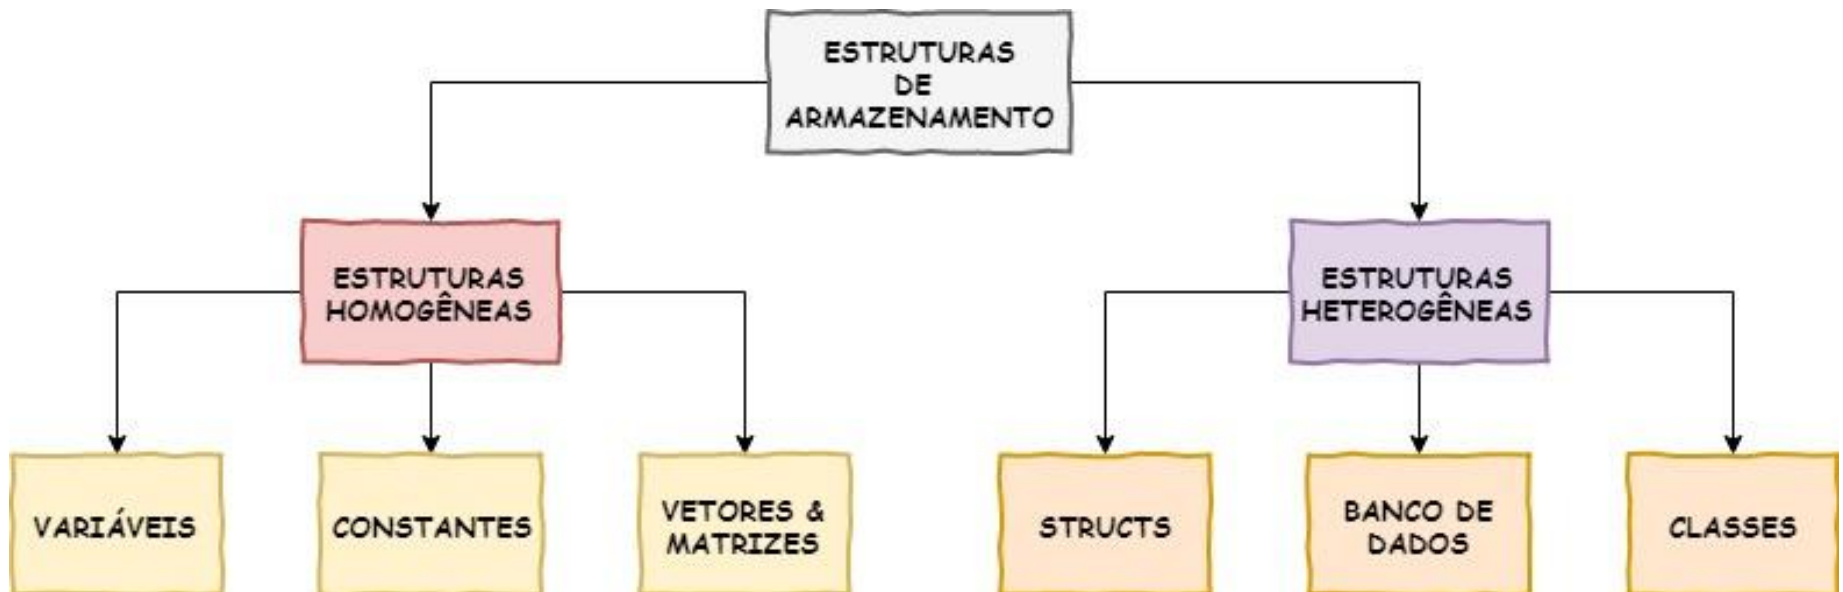 ESTRUTURAS
DE
ARMAZENAMENTO
ESTRUTURAS
HOMOGÊNEAS
ESTRUTURAS
HETEROGÊNEAS
VARIÁVEIS
CONSTANTES
VETORES &
MATRIZES
STRUCTS
BANCO DE
DADOS
CLASSES